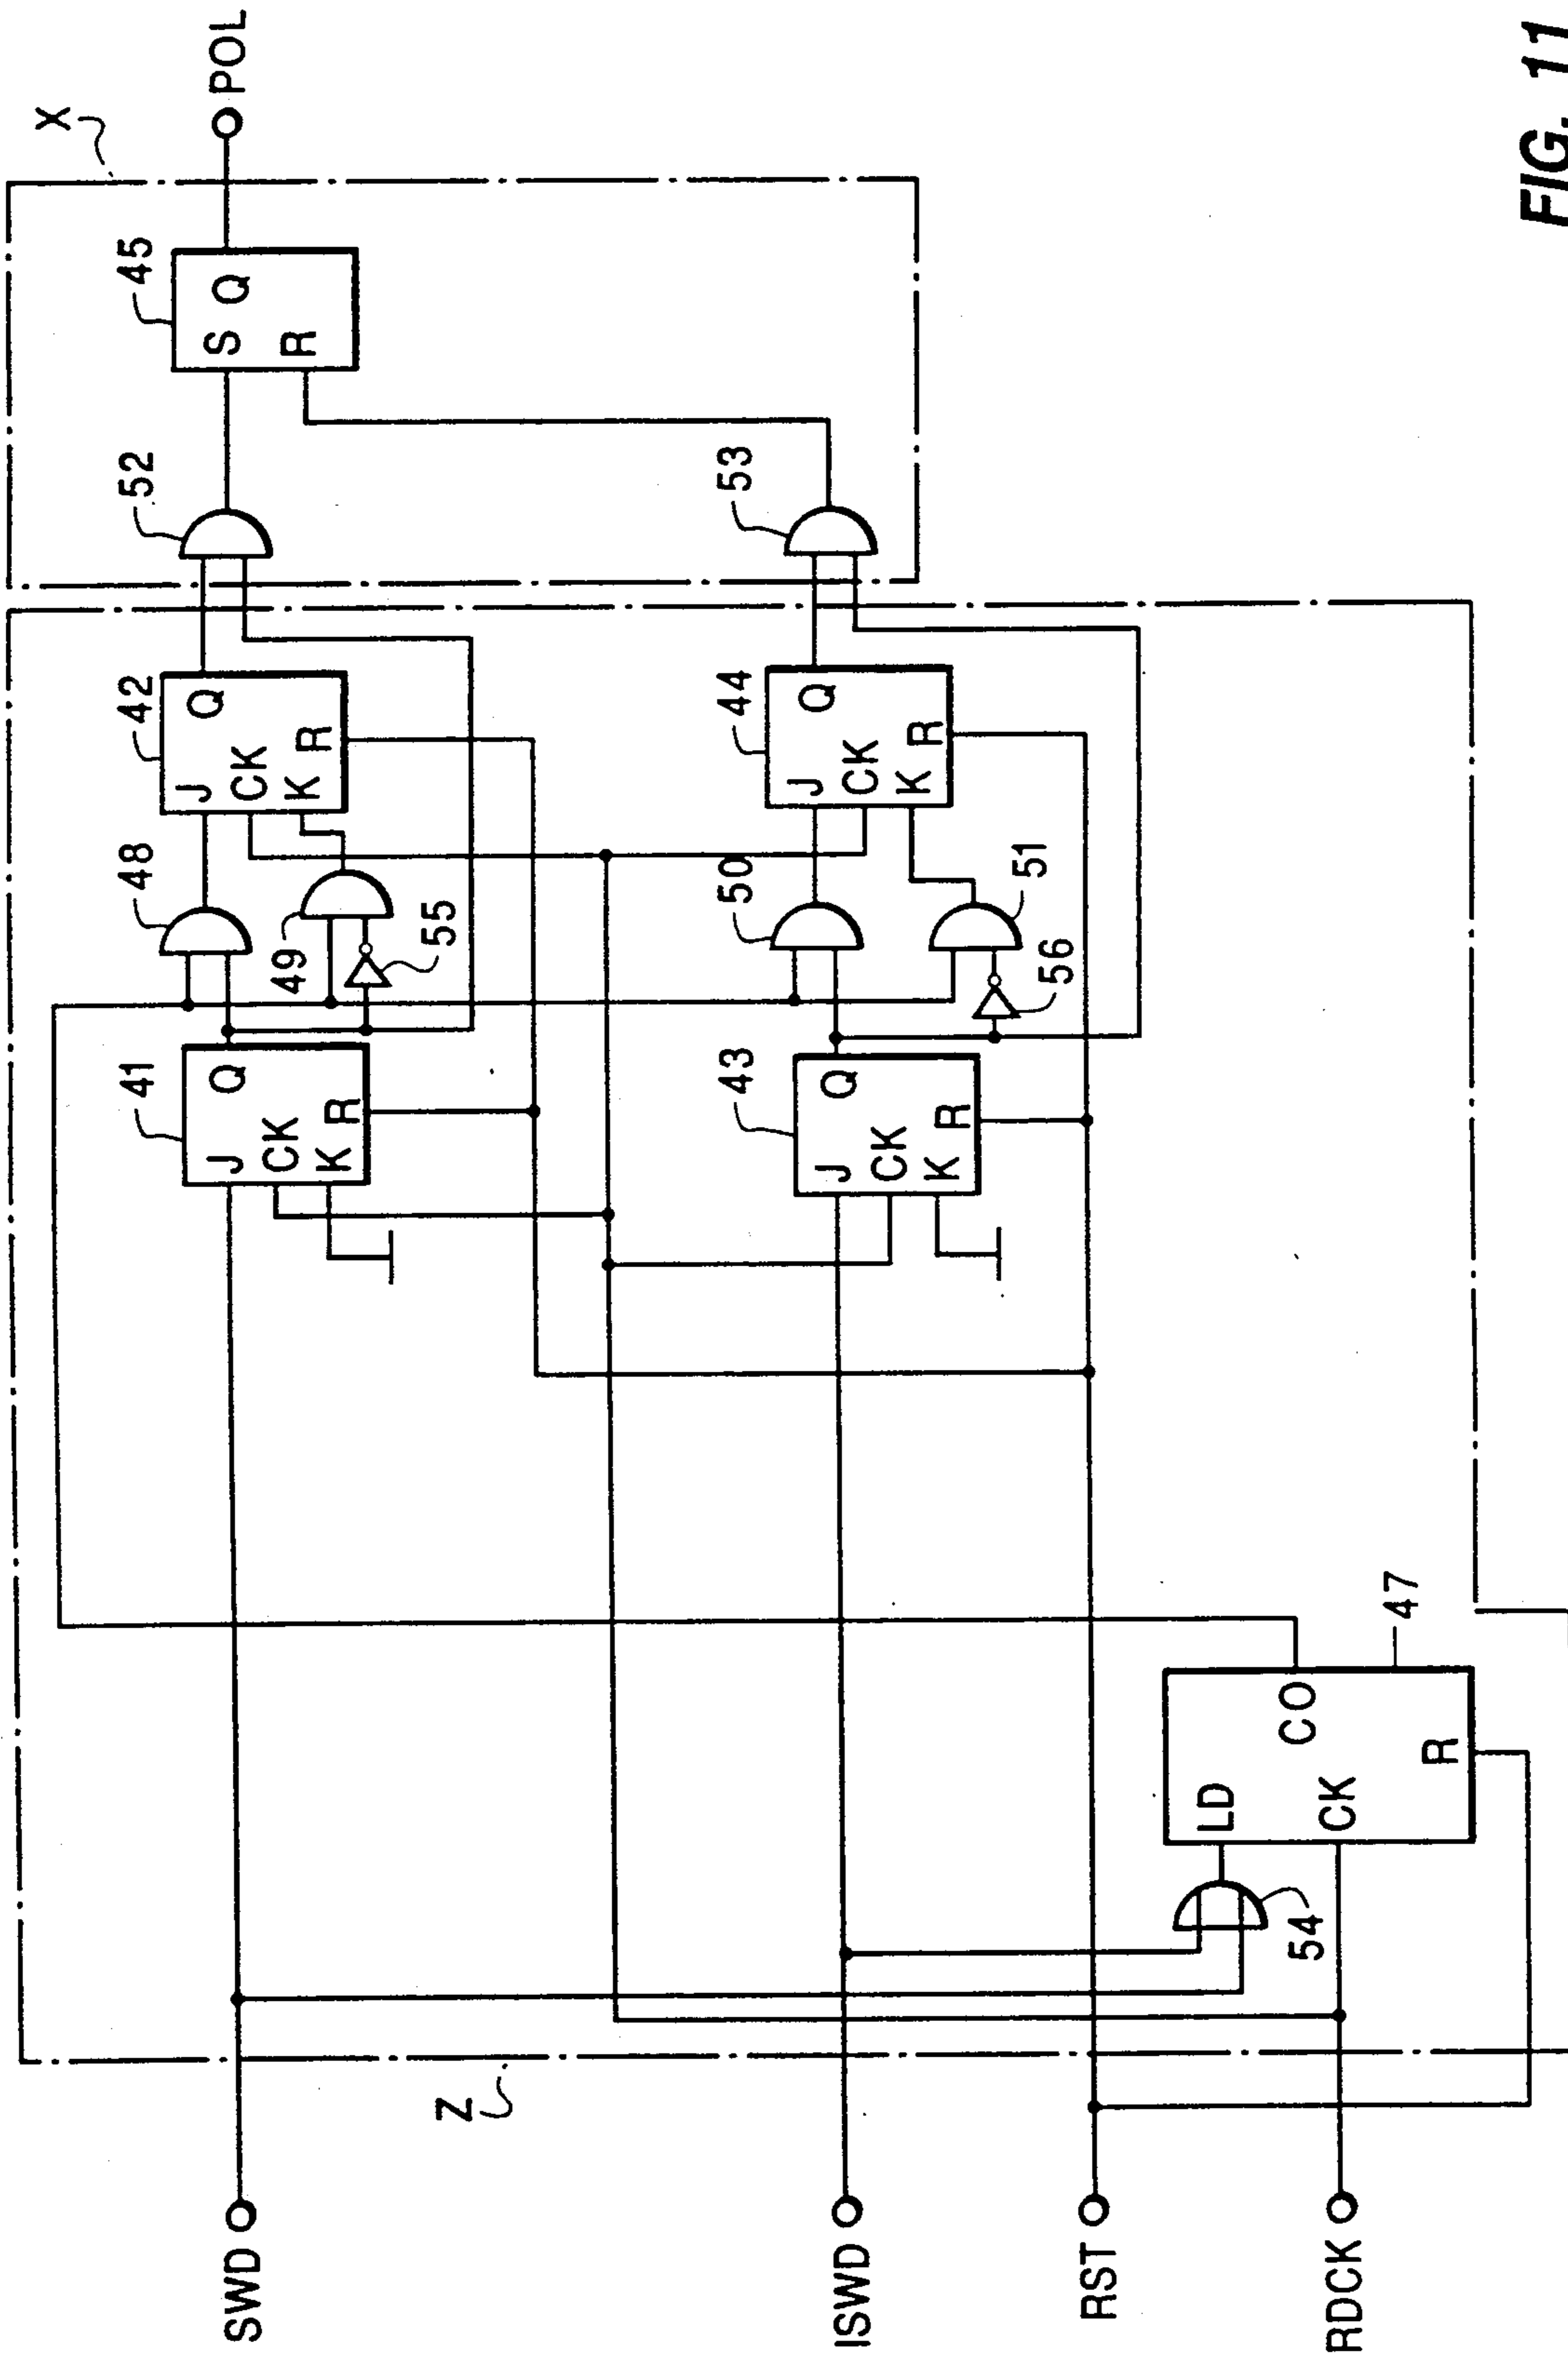 X
POL
45
S Q
R
52
53
42
J Q
CK
K R
44
J Q
CK
K R
48
49
55
50
51
56
41
J Q
CK
K R
43
J Q
CK
K R
47
LD
CO
CK
R
54
Z
SWD
ISWD
RST
RDCK
FIG. 11